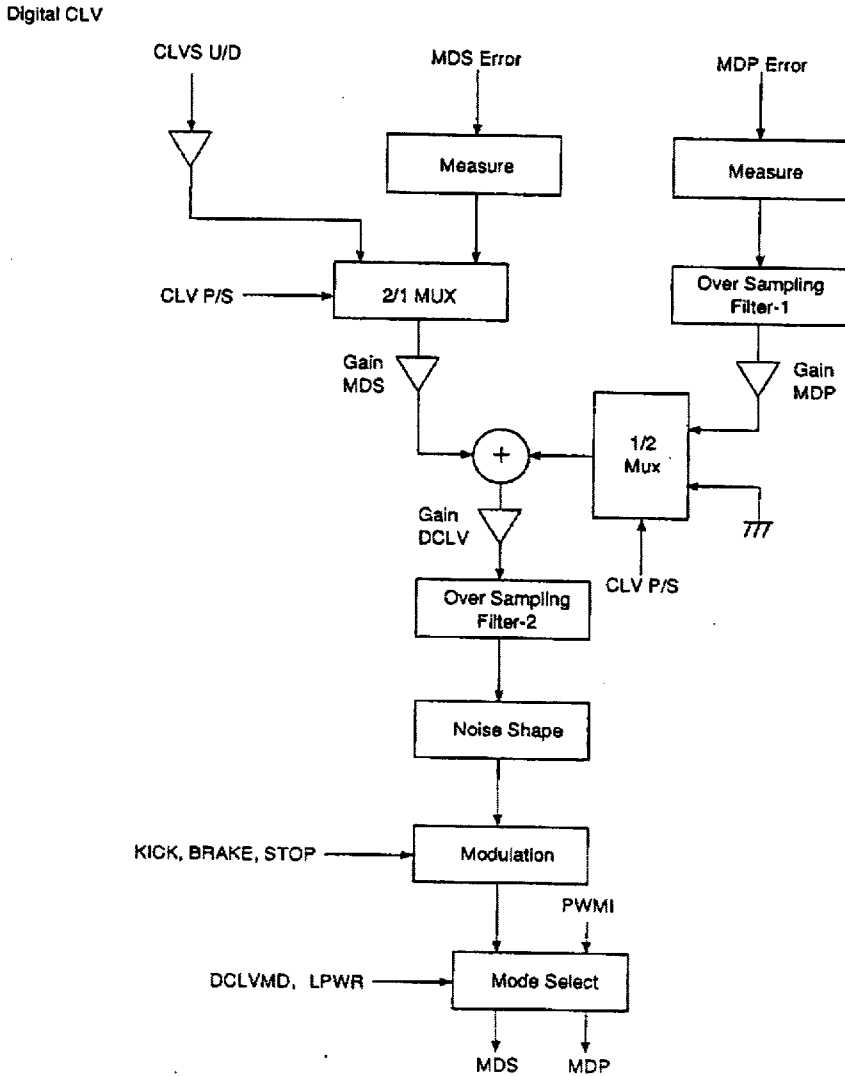 Digital CLV
CLVS U/D
MDS Error
MDP Error
Measure
Measure
CLV P/S
2/1 MUX
Over Sampling
Filter-1
Gain
MDS
Gain
MDP
1/2
Mux
+
Gain
DCLV
CLV P/S
Over Sampling
Filter-2
Noise Shape
KICK, BRAKE, STOP
Modulation
PWMI
DCLVMD, LPWR
Mode Select
MDS
MDP